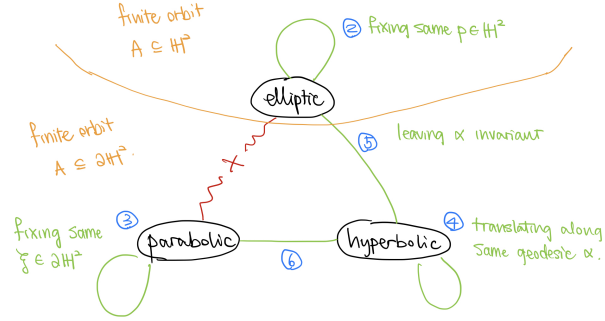 finite orbit
A ⊆ ℍ²
② fixing same p ∈ ℍ²
elliptic
finite orbit
A ⊆ ∂ℍ².
⑤ leaving α invariant
③
fixing same
ξ ∈ ∂ℍ²
parabolic
⑥
hyperbolic
④ translating along
same geodesic α.